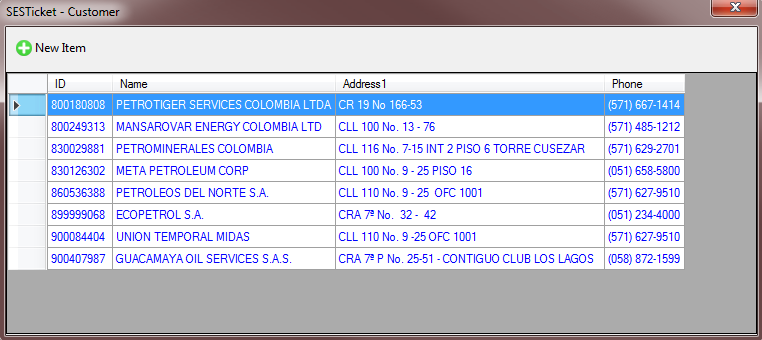 SESTicket - Customer
New Item
ID Name Address1 Phone
800180808 PETROTIGER SERVICES COLOMBIA LTDA CR 19 No 166-53 (571) 667-1414
800249313 MANSAROVAR ENERGY COLOMBIA LTD CLL 100 No. 13 - 76 (571) 485-1212
830029881 PETROMINERALES COLOMBIA CLL 116 No. 7-15 INT 2 PISO 6 TORRE CUSEZAR (571) 629-2701
830126302 META PETROLEUM CORP CLL 100 No. 9 - 25 PISO 16 (051) 658-5800
860536388 PETROLEOS DEL NORTE S.A. CLL 110 No. 9 - 25 OFC 1001 (571) 627-9510
899999068 ECOPETROL S.A. CRA 7ª No. 32 - 42 (051) 234-4000
900084404 UNION TEMPORAL MIDAS CLL 110 No. 9 -25 OFC 1001 (571) 627-9510
900407987 GUACAMAYA OIL SERVICES S.A.S. CRA 7ª P No. 25-51 - CONTIGUO CLUB LOS LAGOS (058) 872-1599